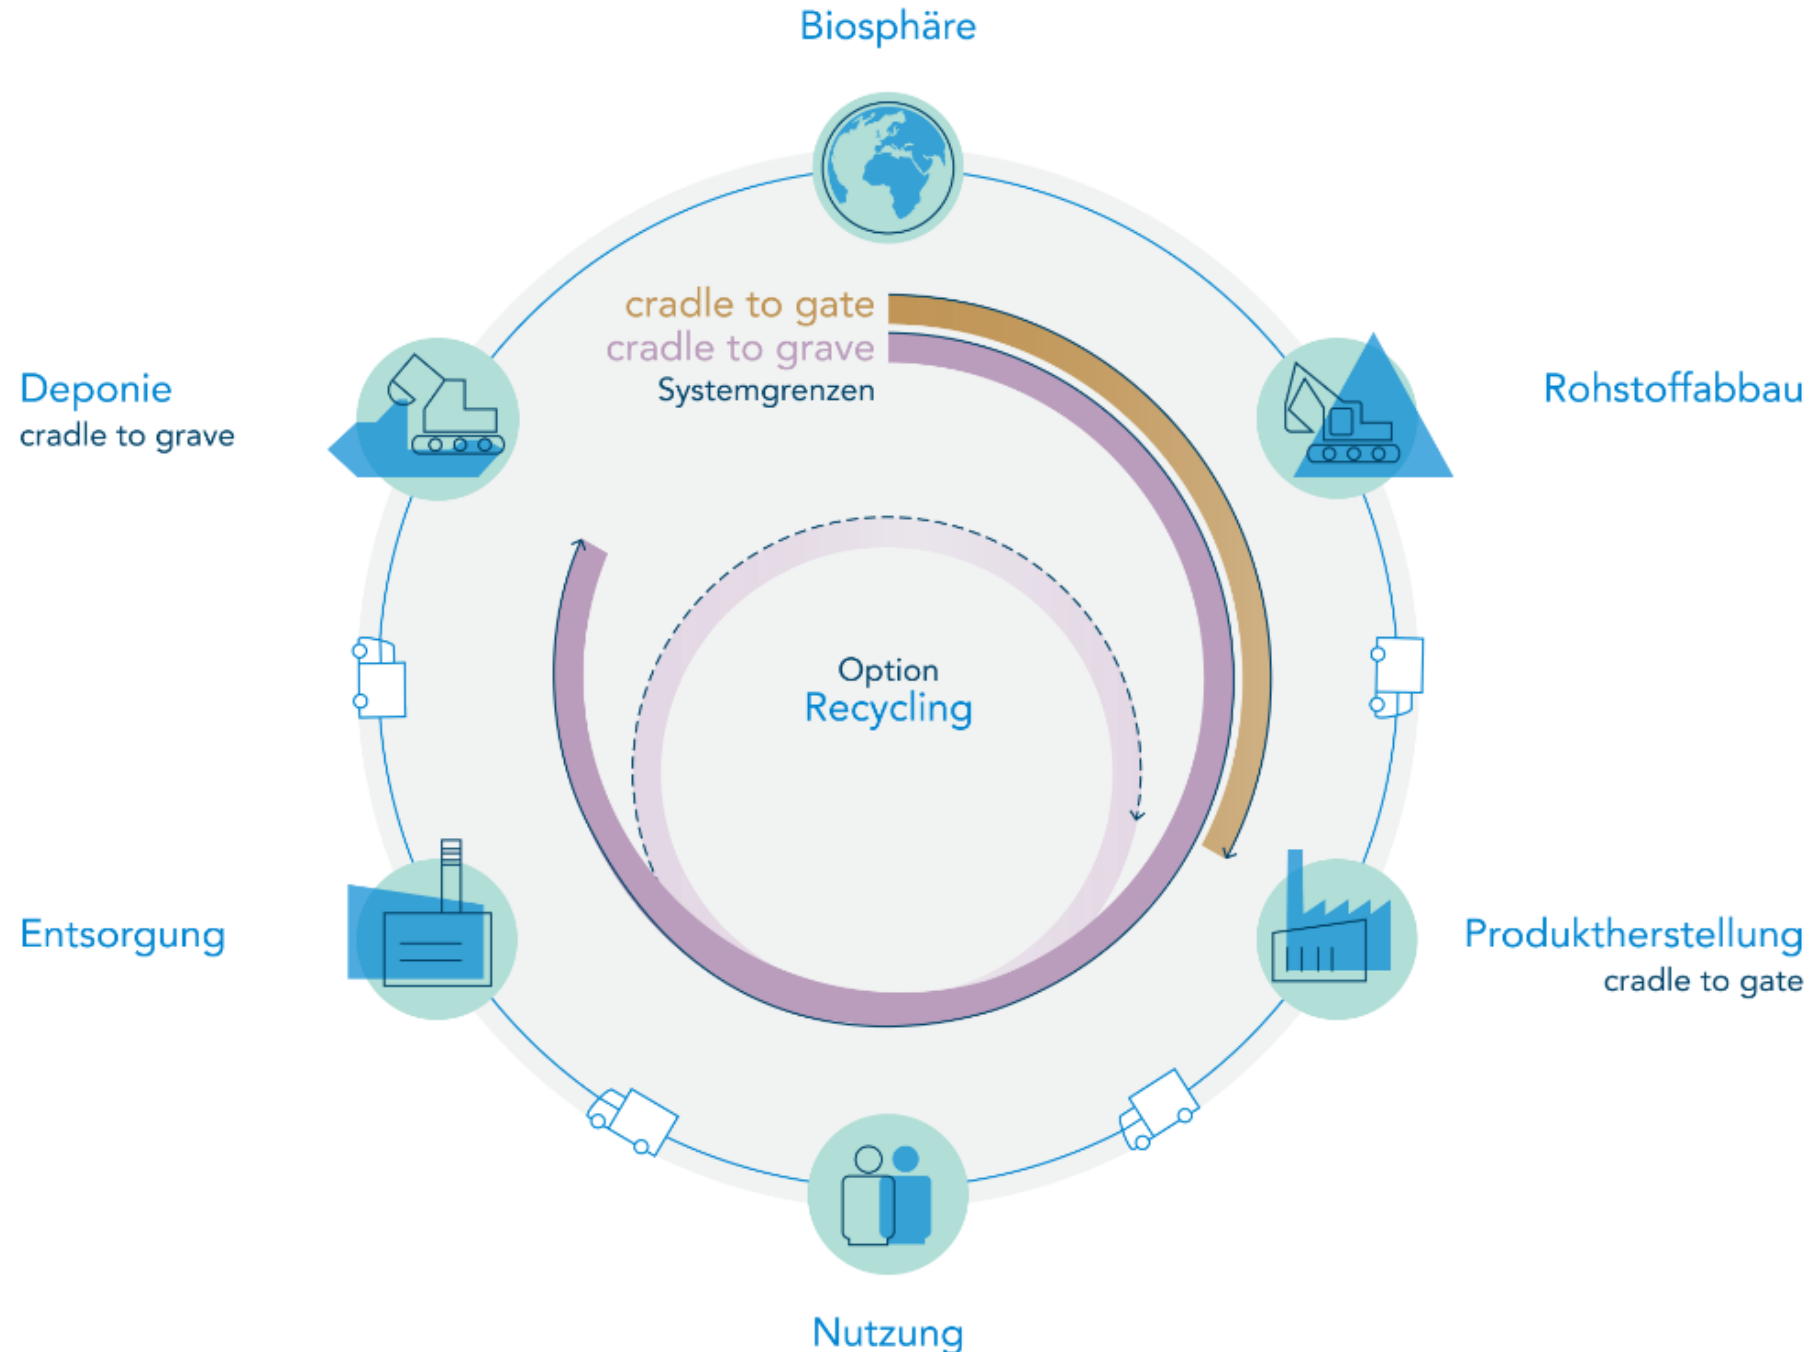 Biosphäre
cradle to gate
cradle to grave
Systemgrenzen
Deponie
cradle to grave
Rohstoffabbau
Option
Recycling
Entsorgung
Produktherstellung
cradle to gate
Nutzung